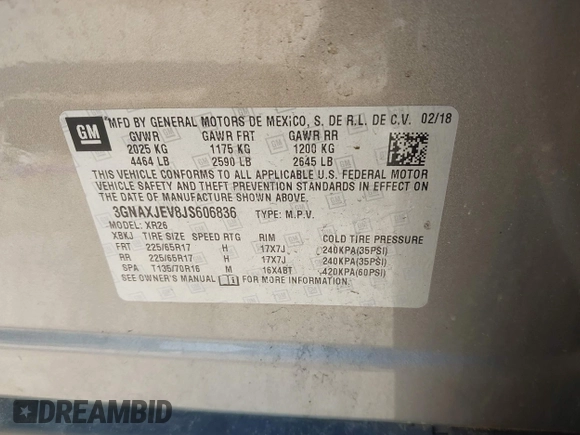 GM
MFD BY GENERAL MOTORS DE MEXICO, S. DE R.L. DE C.V. 02/18
GVWR GAWR FRT GAWR RR
2025 KG 1175 KG 1200 KG
4464 LB 2590 LB 2645 LB
THIS VEHICLE CONFORMS TO ALL APPLICABLE U.S. FEDERAL MOTOR
VEHICLE SAFETY AND THEFT PREVENTION STANDARDS IN EFFECT ON
THE DATE OF MANUFACTURE SHOWN ABOVE.
3GNAXJEV8JS606836 TYPE: M.P.V.
MODEL: XR26
XBKJ TIRE SIZE SPEED RTG RIM COLD TIRE PRESSURE
FRT 225/65R17 H 17X7J 240KPA(35PSI)
RR 225/65R17 H 17X7J 240KPA(35PSI)
SPA T135/70R16 M 16X4BT 420KPA(60PSI)
SEE OWNER'S MANUAL FOR MORE INFORMATION
DREAMBID